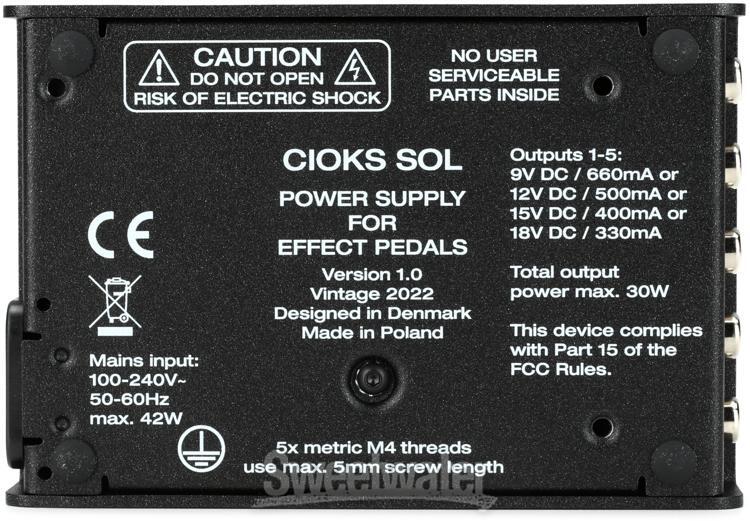 CAUTION
DO NOT OPEN
RISK OF ELECTRIC SHOCK
NO USER
SERVICEABLE
PARTS INSIDE
CIOKS SOL
POWER SUPPLY
FOR
EFFECT PEDALS
Version 1.0
Vintage 2022
Designed in Denmark
Made in Poland
Outputs 1-5:
9V DC / 660mA or
12V DC / 500mA or
15V DC / 400mA or
18V DC / 330mA
Total output
power max. 30W
This device complies
with Part 15 of the
FCC Rules.
CE
Mains input:
100-240V~
50-60Hz
max. 42W
5x metric M4 threads
use max. 5mm screw length
Sweetwater